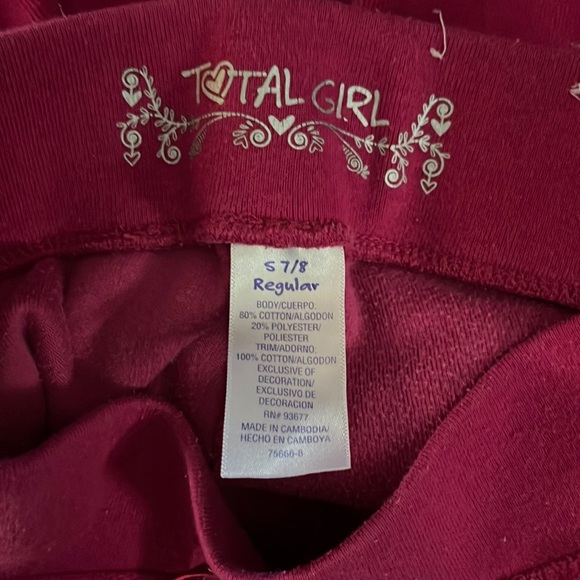 TOTAL GIRL
S 7/8
Regular
BODY/CUERPO:
80% COTTON/ALGODON
20% POLYESTER/
POLIESTER
TRIM/ADORNO:
100% COTTON/ALGODON
EXCLUSIVE OF
DECORATION/
EXCLUSIVO DE
DECORACION
RN# 93677
MADE IN CAMBODIA/
HECHO EN CAMBOYA
75666-8